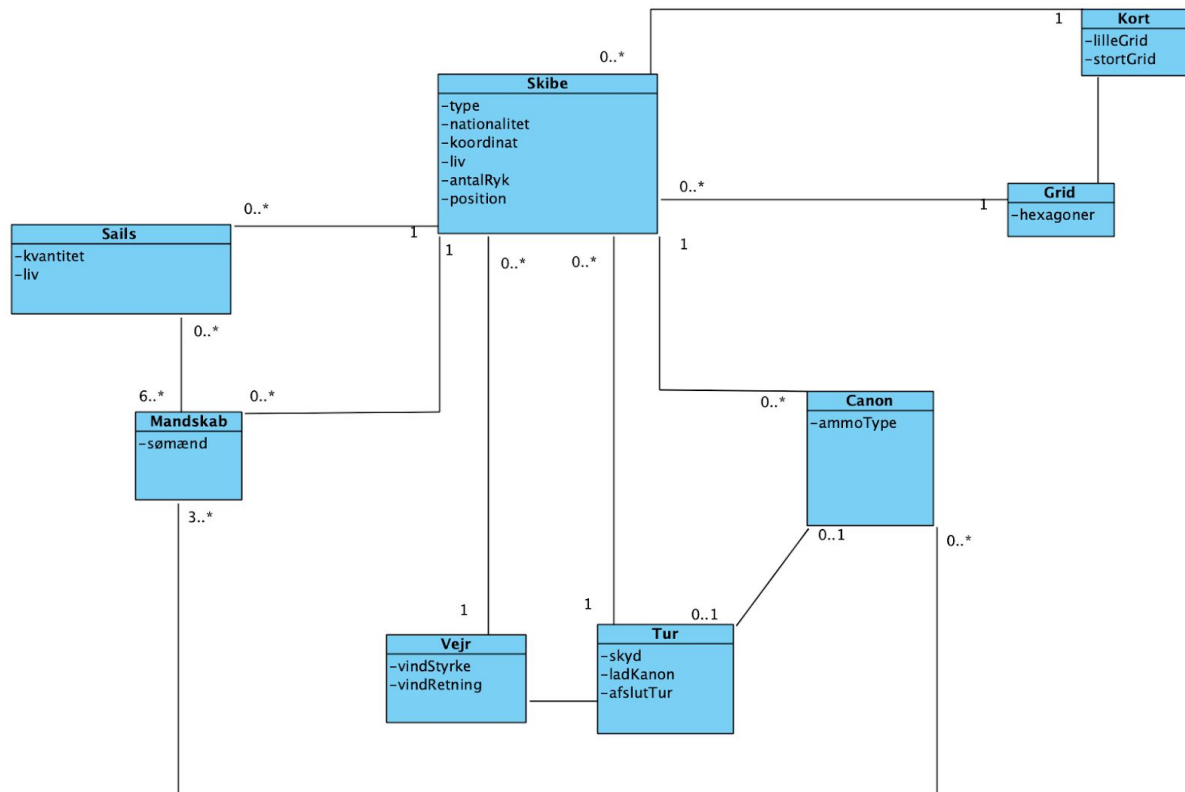 1
Kort
-lilleGrid
-stortGrid
0..*
Skibe
-type
-nationalitet
-koordinat
-liv
-antalRyk
-position
0..*
1
Grid
-hexagoner
0..*
1
Sails
-kvantitet
-liv
1
0..*
0..*
1
0..*
6..*
0..*
Mandskab
-sømænd
0..*
Canon
-ammoType
3..*
0..1
0..*
1
1
0..1
Vejr
-vindStyrke
-vindRetning
Tur
-skyd
-ladKanon
-afslutTur